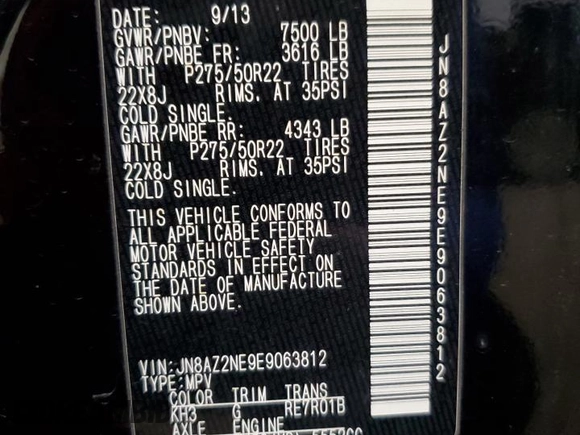 DATE: 9/13
GVWR/PNBV: 7500 LB
GAWR/PNBE FR: 3616 LB
WITH P275/50R22 TIRES
22X8J RIMS. AT 35PSI
COLD SINGLE.
GAWR/PNBE RR: 4343 LB
WITH P275/50R22 TIRES
22X8J RIMS. AT 35PSI
COLD SINGLE.
THIS VEHICLE CONFORMS TO
ALL APPLICABLE FEDERAL
MOTOR VEHICLE SAFETY
STANDARDS IN EFFECT ON
THE DATE OF MANUFACTURE
SHOWN ABOVE.
VIN:JN8AZ2NE9E9063812
TYPE:MPV
COLOR TRIM TRANS
KH3 G RE7R01B
AXLE ENGINE
5552CC
JN8AZ2NE9E9063812